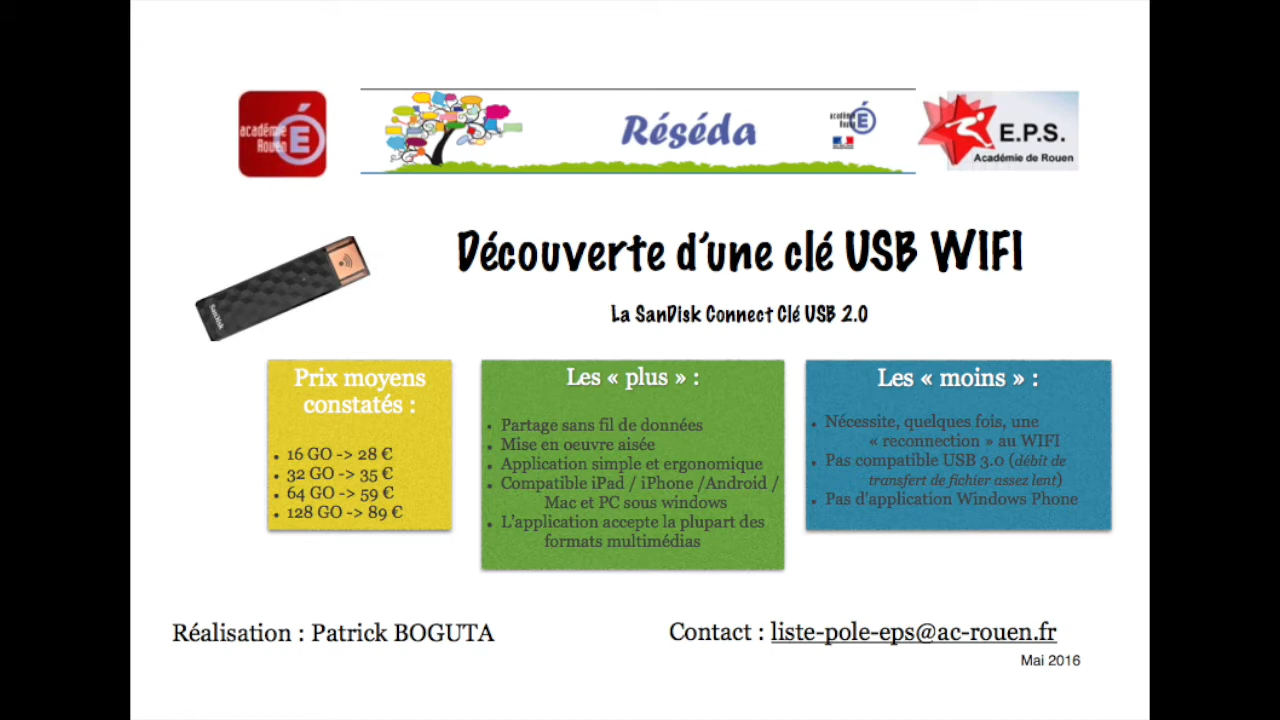 académie
Rouen
Réséda
académie
Rouen
E.P.S.
Académie de Rouen
Découverte d'une clé USB WIFI
SanDisk
La SanDisk Connect Clé USB 2.0
Prix moyens
constatés :
• 16 GO -> 28 €
• 32 GO -> 35 €
• 64 GO -> 59 €
• 128 GO -> 89 €
Les « plus » :
• Partage sans fil de données
• Mise en oeuvre aisée
• Application simple et ergonomique
• Compatible iPad / iPhone /Android /
Mac et PC sous windows
• L'application accepte la plupart des
formats multimédias
Les « moins » :
• Nécessite, quelques fois, une
« reconnection » au WIFI
• Pas compatible USB 3.0 (débit de
transfert de fichier assez lent)
• Pas d'application Windows Phone
Réalisation : Patrick BOGUTA
Contact : liste-pole-eps@ac-rouen.fr
Mai 2016